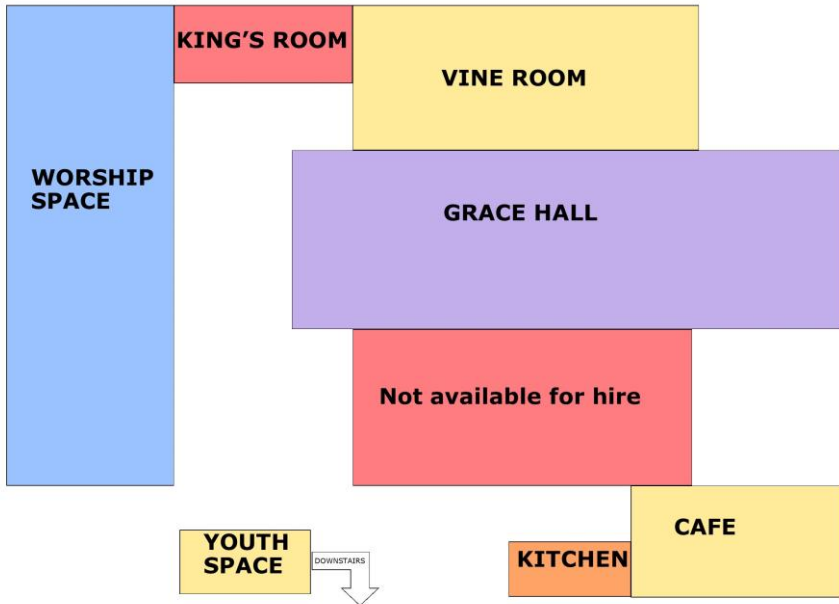 KING'S ROOM
VINE ROOM
WORSHIP
SPACE
GRACE HALL
Not available for hire
CAFE
YOUTH
SPACE
DOWNSTAIRS
KITCHEN